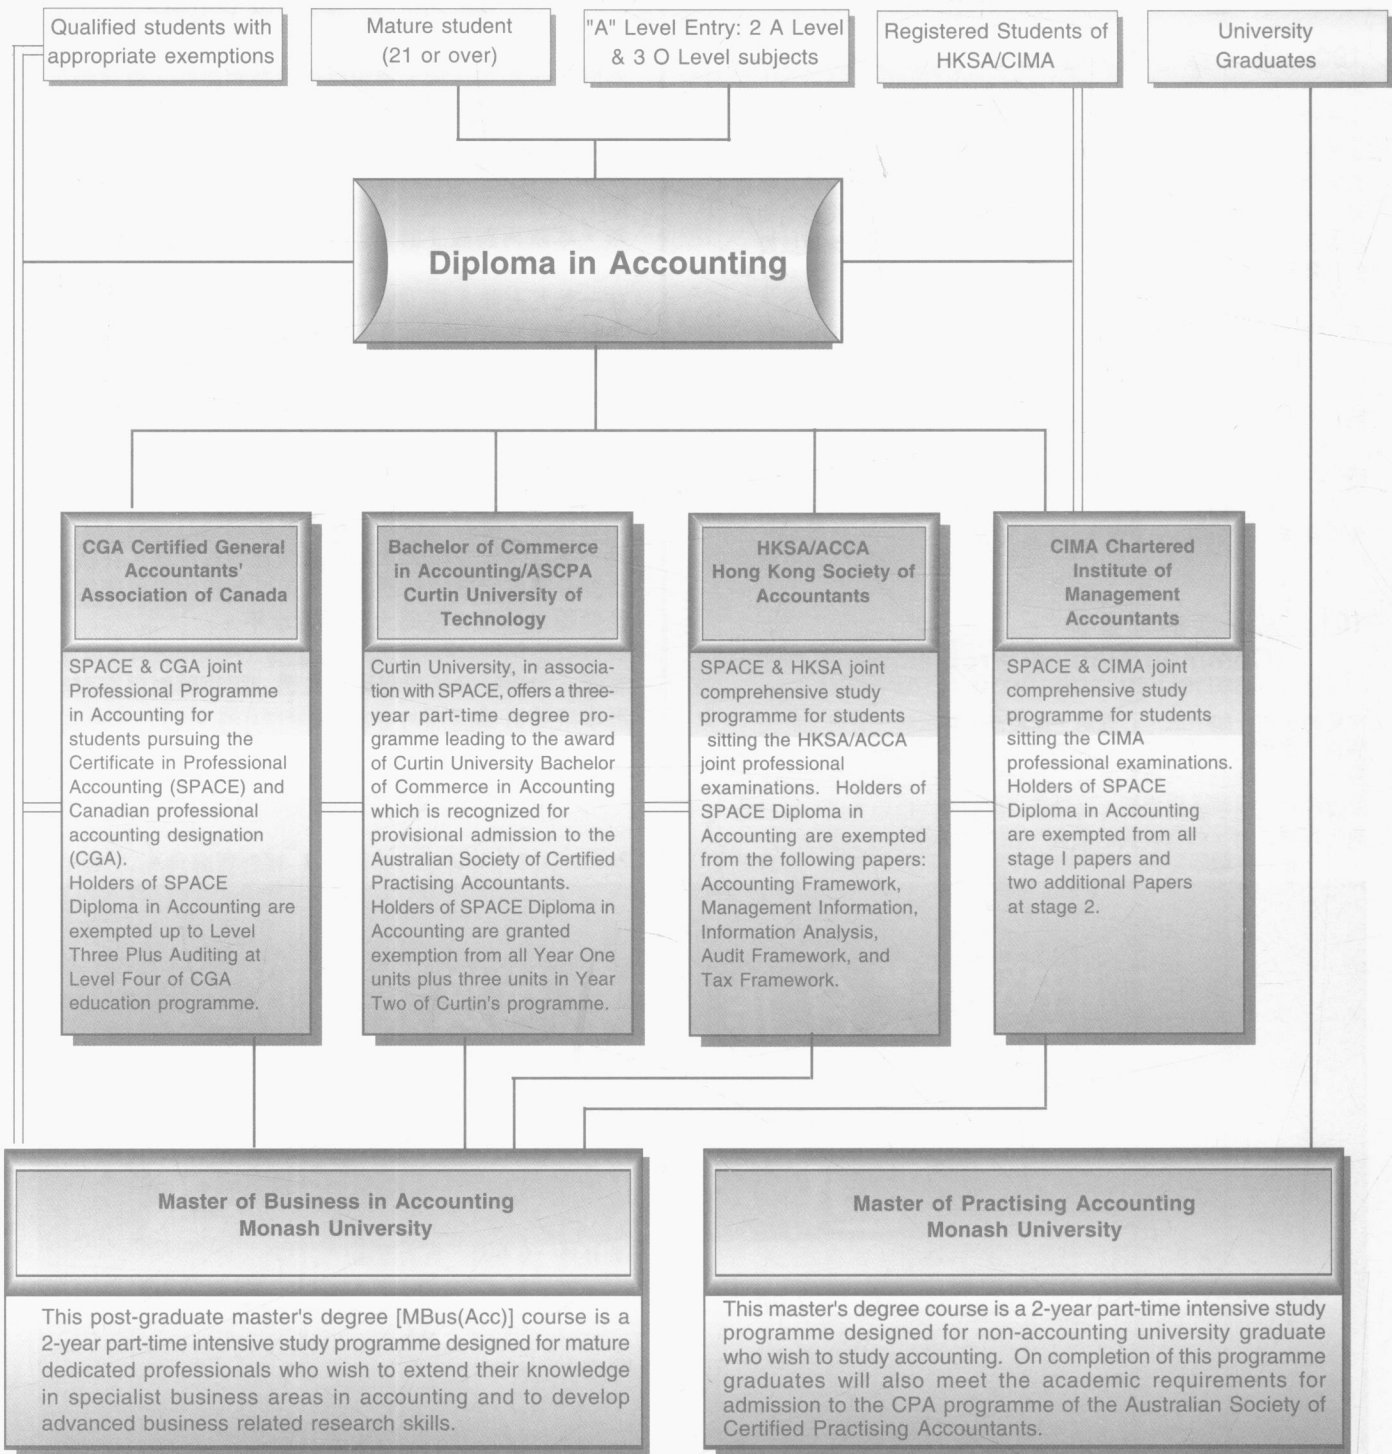 Qualified students with
appropriate exemptions
Mature student
(21 or over)
"A" Level Entry: 2 A Level
& 3 O Level subjects
Registered Students of
HKSA/CIMA
University
Graduates
Diploma in Accounting
CGA Certified General
Accountants'
Association of Canada
SPACE & CGA joint
Professional Programme
in Accounting for
students pursuing the
Certificate in Professional
Accounting (SPACE) and
Canadian professional
accounting designation
(CGA).
Holders of SPACE
Diploma in Accounting are
exempted up to Level
Three Plus Auditing at
Level Four of CGA
education programme.
Bachelor of Commerce
in Accounting/ASCPA
Curtin University of
Technology
Curtin University, in associa-
tion with SPACE, offers a three-
year part-time degree pro-
gramme leading to the award
of Curtin University Bachelor
of Commerce in Accounting
which is recognized for
provisional admission to the
Australian Society of Certified
Practising Accountants.
Holders of SPACE Diploma in
Accounting are granted
exemption from all Year One
units plus three units in Year
Two of Curtin's programme.
HKSA/ACCA
Hong Kong Society of
Accountants
SPACE & HKSA joint
comprehensive study
programme for students
sitting the HKSA/ACCA
joint professional
examinations. Holders of
SPACE Diploma in
Accounting are exempted
from the following papers:
Accounting Framework,
Management Information,
Information Analysis,
Audit Framework, and
Tax Framework.
CIMA Chartered
Institute of
Management
Accountants
SPACE & CIMA joint
comprehensive study
programme for students
sitting the CIMA
professional examinations.
Holders of SPACE
Diploma in Accounting
are exempted from all
stage I papers and
two additional Papers
at stage 2.
Master of Business in Accounting
Monash University
This post-graduate master's degree [MBus(Acc)] course is a
2-year part-time intensive study programme designed for mature
dedicated professionals who wish to extend their knowledge
in specialist business areas in accounting and to develop
advanced business related research skills.
Master of Practising Accounting
Monash University
This master's degree course is a 2-year part-time intensive study
programme designed for non-accounting university graduate
who wish to study accounting. On completion of this programme
graduates will also meet the academic requirements for
admission to the CPA programme of the Australian Society of
Certified Practising Accountants.